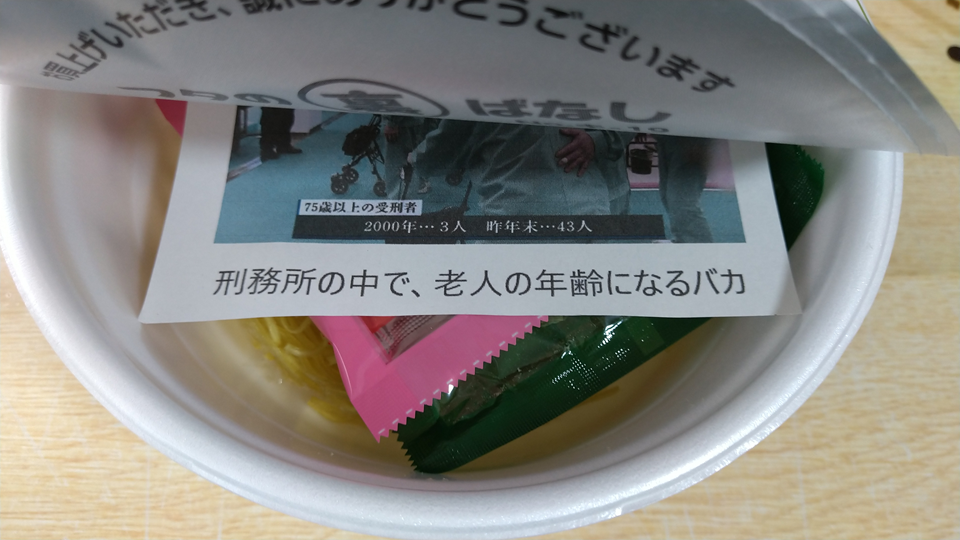 上げいただき、誠にありがとうございます
ばなし
75歳以上の受刑者
2000年…3人 昨年末…43人
刑務所の中で、老人の年齢になるバカ